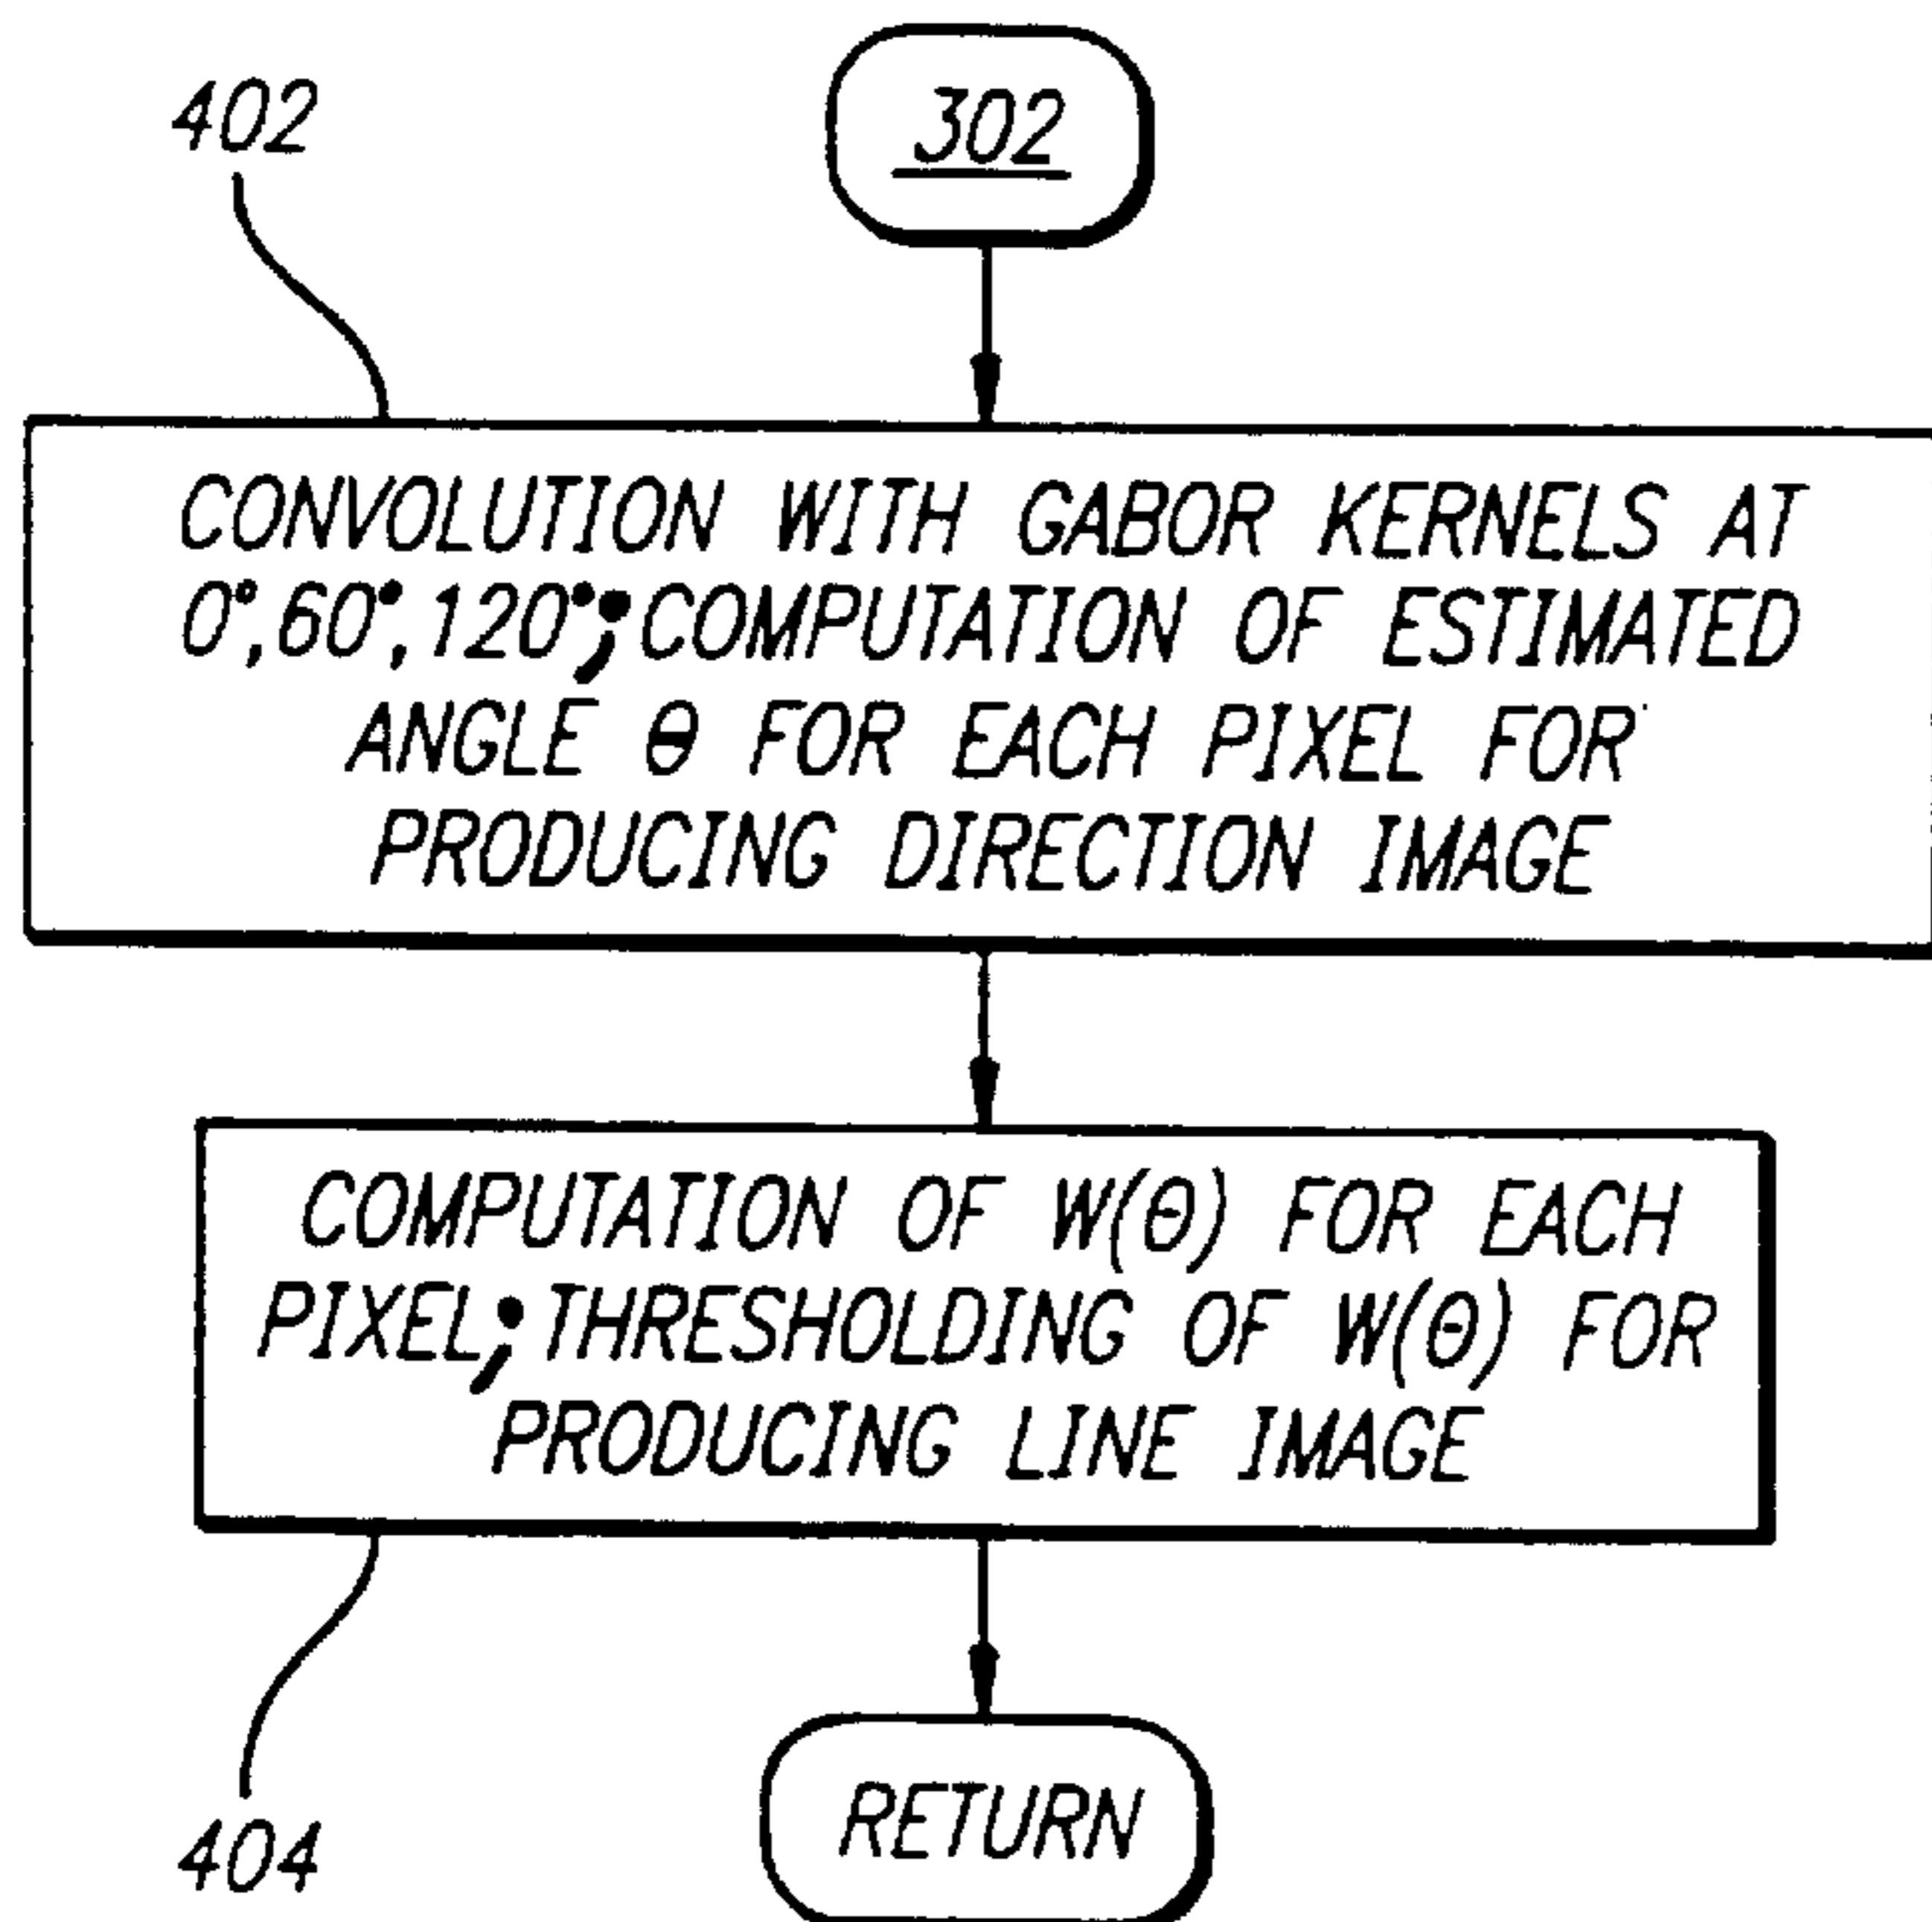 302
402
CONVOLUTION WITH GABOR KERNELS AT
0°,60°,120°;COMPUTATION OF ESTIMATED
ANGLE θ FOR EACH PIXEL FOR
PRODUCING DIRECTION IMAGE
COMPUTATION OF W(θ) FOR EACH
PIXEL;THRESHOLDING OF W(θ) FOR
PRODUCING LINE IMAGE
404
RETURN